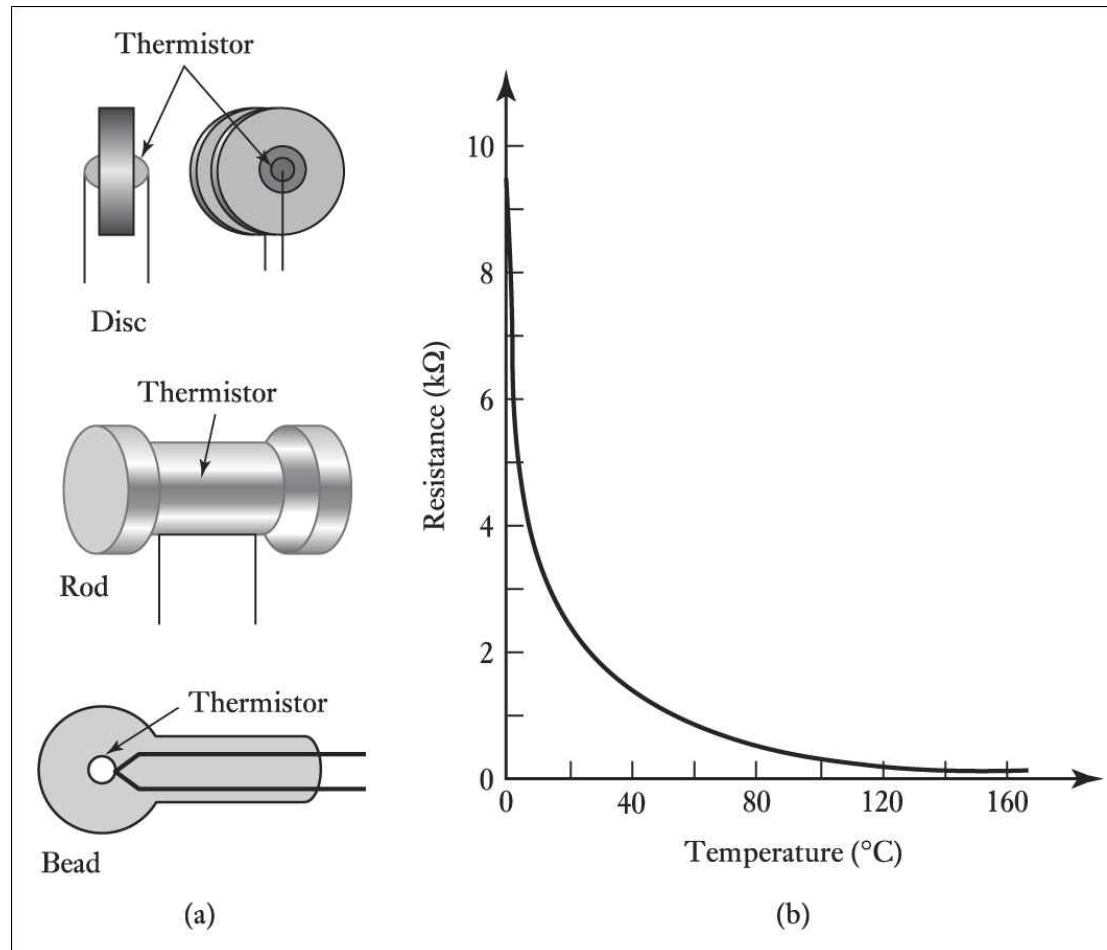 Thermistor
Disc
Thermistor
Rod
Thermistor
Bead
(a)
Resistance (kΩ)
10
8
6
4
2
0
0 40 80 120 160
Temperature (°C)
(b)